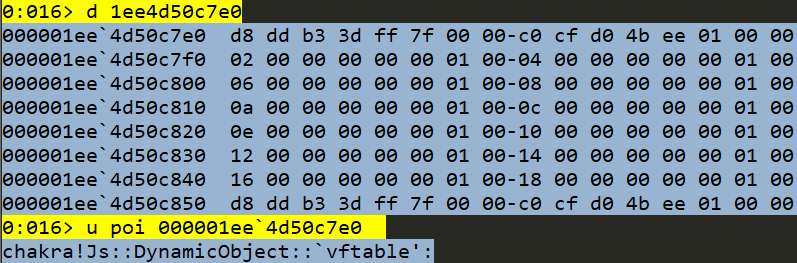 0:016> d 1ee4d50c7e0
000001ee`4d50c7e0  d8 dd b3 3d ff 7f 00 00-c0 cf d0 4b ee 01 00 00
000001ee`4d50c7f0  02 00 00 00 00 00 01 00-04 00 00 00 00 00 01 00
000001ee`4d50c800  06 00 00 00 00 00 01 00-08 00 00 00 00 00 01 00
000001ee`4d50c810  0a 00 00 00 00 00 01 00-0c 00 00 00 00 00 01 00
000001ee`4d50c820  0e 00 00 00 00 00 01 00-10 00 00 00 00 00 01 00
000001ee`4d50c830  12 00 00 00 00 00 01 00-14 00 00 00 00 00 01 00
000001ee`4d50c840  16 00 00 00 00 00 01 00-18 00 00 00 00 00 01 00
000001ee`4d50c850  d8 dd b3 3d ff 7f 00 00-c0 cf d0 4b ee 01 00 00
0:016> u poi 000001ee`4d50c7e0
chakra!Js::DynamicObject::`vftable':